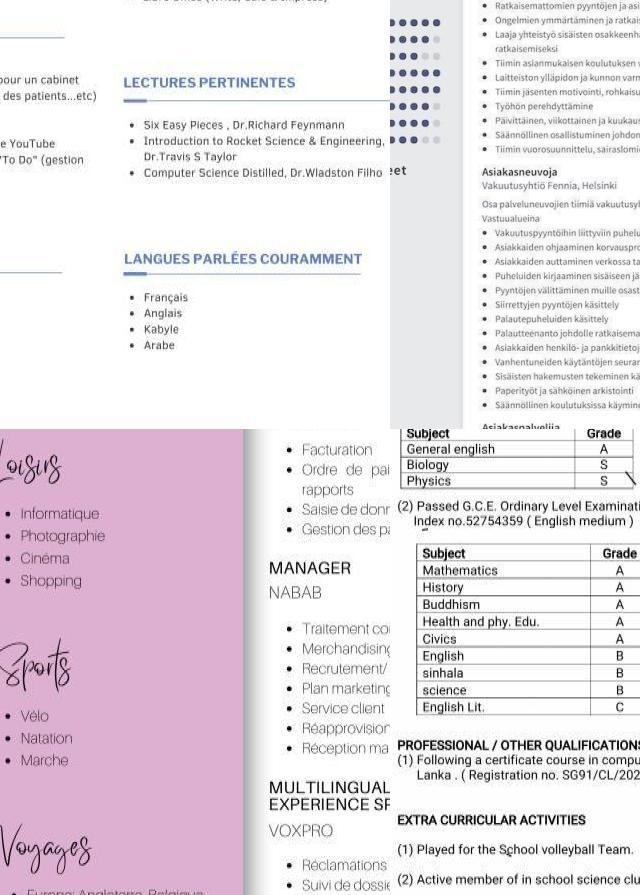 pour un cabinet
des patients...etc)
e YouTube
"To Do" (gestion
LECTURES PERTINENTES
Six Easy Pieces , Dr.Richard Feynmann
Introduction to Rocket Science & Engineering,
Dr.Travis S Taylor
Computer Science Distilled, Dr.Wladston Filho
LANGUES PARLÉES COURAMMENT
Français
Anglais
Kabyle
Arabe
eet
Ratkaisemattomien pyyntöjen ja asi
Ongelmien ymmärtäminen ja ratkais
Laaja yhteistyö sisäisten osakkeenha
ratkaisemiseksi
Tiimin asianmukaisen koulutuksen v
Laitteiston ylläpidon ja kunnon varn
Tiimin jäsenten motivointi, rohkaisu
Työhön perehdyttäminen
Päivittäinen, viikottainen ja kuukaus
Säännöllinen osallistuminen johdon
Tiimin vuorosuunnittelu, sairaslomie
Asiakasneuvoja
Vakuutusyhtiö Fennia, Helsinki
Osa palveluneuvojien tiimiä vakuutusyl
Vastuualueina
Vakuutuspyyntöihin liittyviin puhelu
Asiakkaiden ohjaaminen korvauspro
Asiakkaiden auttaminen verkossa ta
Puheluiden kirjaaminen sisäiseen jä
Pyyntöjen välittäminen muille osast
Siirrettyjen pyyntöjen käsittely
Palautepuheluiden käsittely
Palautteenanto johdolle ratkaisema
Asiakkaiden henkilö- ja pankkitietoj
Vanhentuneiden käytäntöjen seurar
Sisäisten hakemusten tekeminen kä
Paperityöt ja sähköinen arkistointi
Säännöllinen koulutuksissa käymine
Asiakaspalvelija
Loisirs
Informatique
Photographie
Cinéma
Shopping
Sports
Vélo
Natation
Marche
Voyages
Europe: Angleterre, Belgique
Facturation
Ordre de pai
rapports
Saisie de donr
Gestion des pa
MANAGER
NABAB
Traitement co
Merchandising
Recrutement/
Plan marketing
Service client
Réapprovision
Réception ma
MULTILINGUAL
EXPERIENCE SP
VOXPRO
Réclamations
Suivi de dossie
Subject Grade
General english A
Biology S
Physics S
(2) Passed G.C.E. Ordinary Level Examinati
Index no.52754359 ( English medium )
Subject Grade
Mathematics A
History A
Buddhism A
Health and phy. Edu. A
Civics A
English B
sinhala B
science B
English Lit. C
PROFESSIONAL / OTHER QUALIFICATIONS
(1) Following a certificate course in compu
Lanka . ( Registration no. SG91/CL/202
EXTRA CURRICULAR ACTIVITIES
(1) Played for the School volleyball Team.
(2) Active member of in school science clu